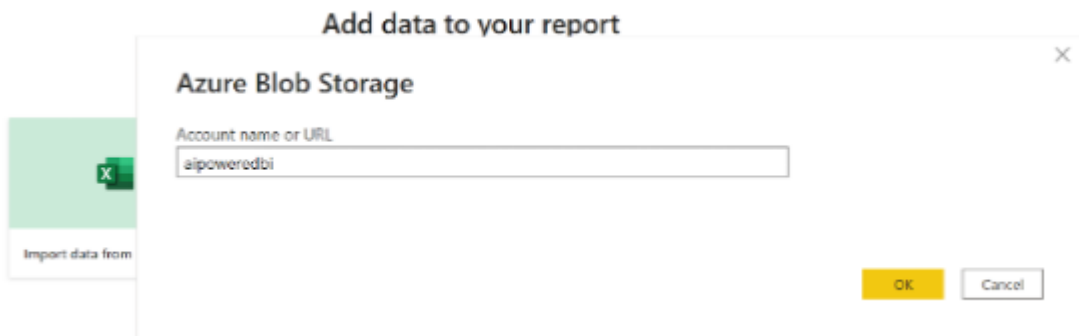 Add data to your report
Azure Blob Storage
Account name or URL
aipoweredbi
Import data from
OK
Cancel